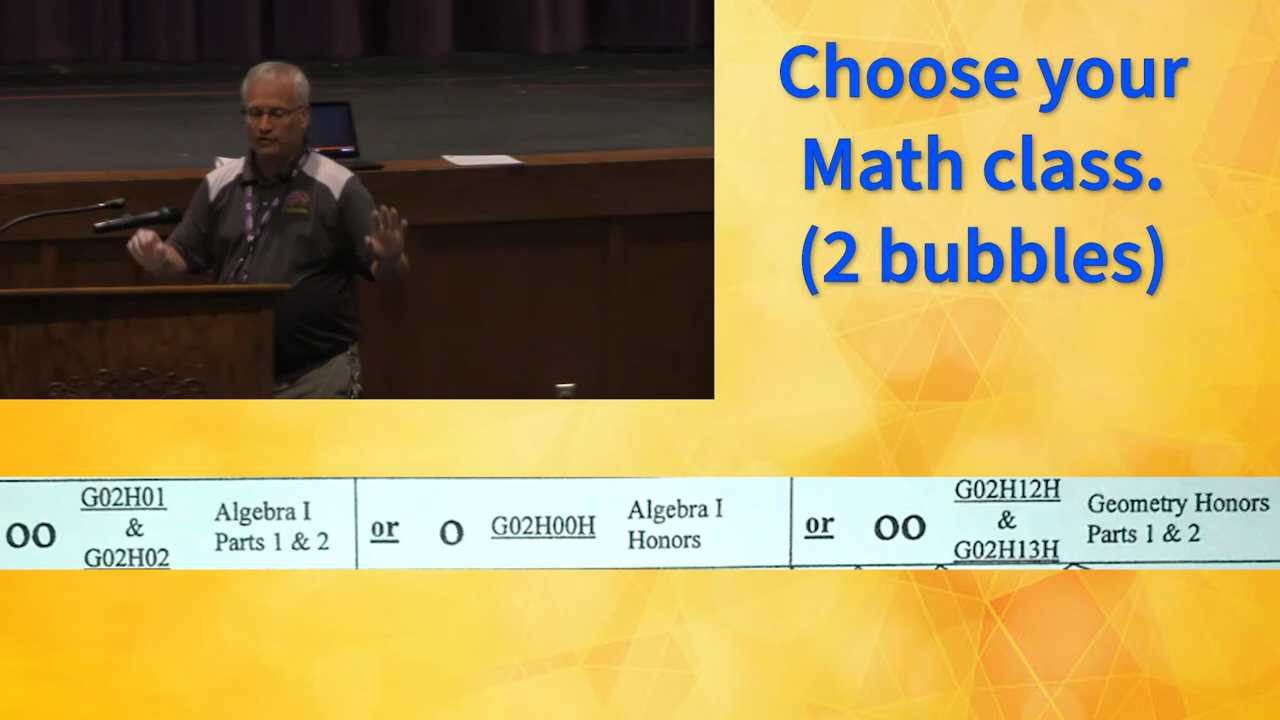 Choose your
Math class.
(2 bubbles)
OO G02H01 & G02H02 Algebra I Parts 1 & 2
or O G02H00H Algebra I Honors
or OO G02H12H & G02H13H Geometry Honors Parts 1 & 2